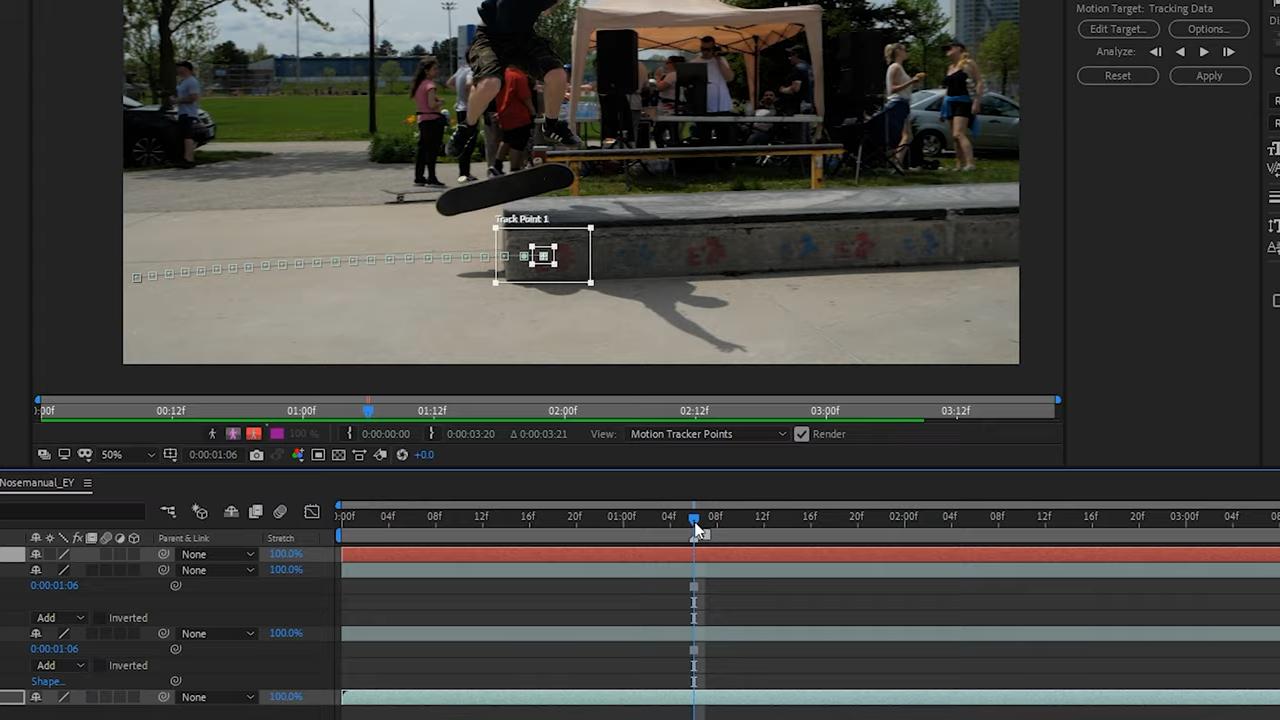 Motion Target: Tracking Data
Edit Target...
Options...
Analyze:
Reset
Apply
Track Point 1
:00f 00:12f 01:00f 01:12f 02:00f 02:12f 03:00f 03:12f
100 %
0:00:00:00
0:00:03:20
Δ 0:00:03:21
View:
Motion Tracker Points
Render
50%
0:00:01:06
+0.0
Nosemanual_EY
:00f 04f 08f 12f 16f 20f 01:00f 04f 08f 12f 16f 20f 02:00f 04f 08f 12f 16f 20f 03:00f 04f
fx
Parent & Link
Stretch
None
100.0%
None
100.0%
0:00:01:06
Add
Inverted
None
100.0%
0:00:01:06
Add
Inverted
Shape...
None
100.0%